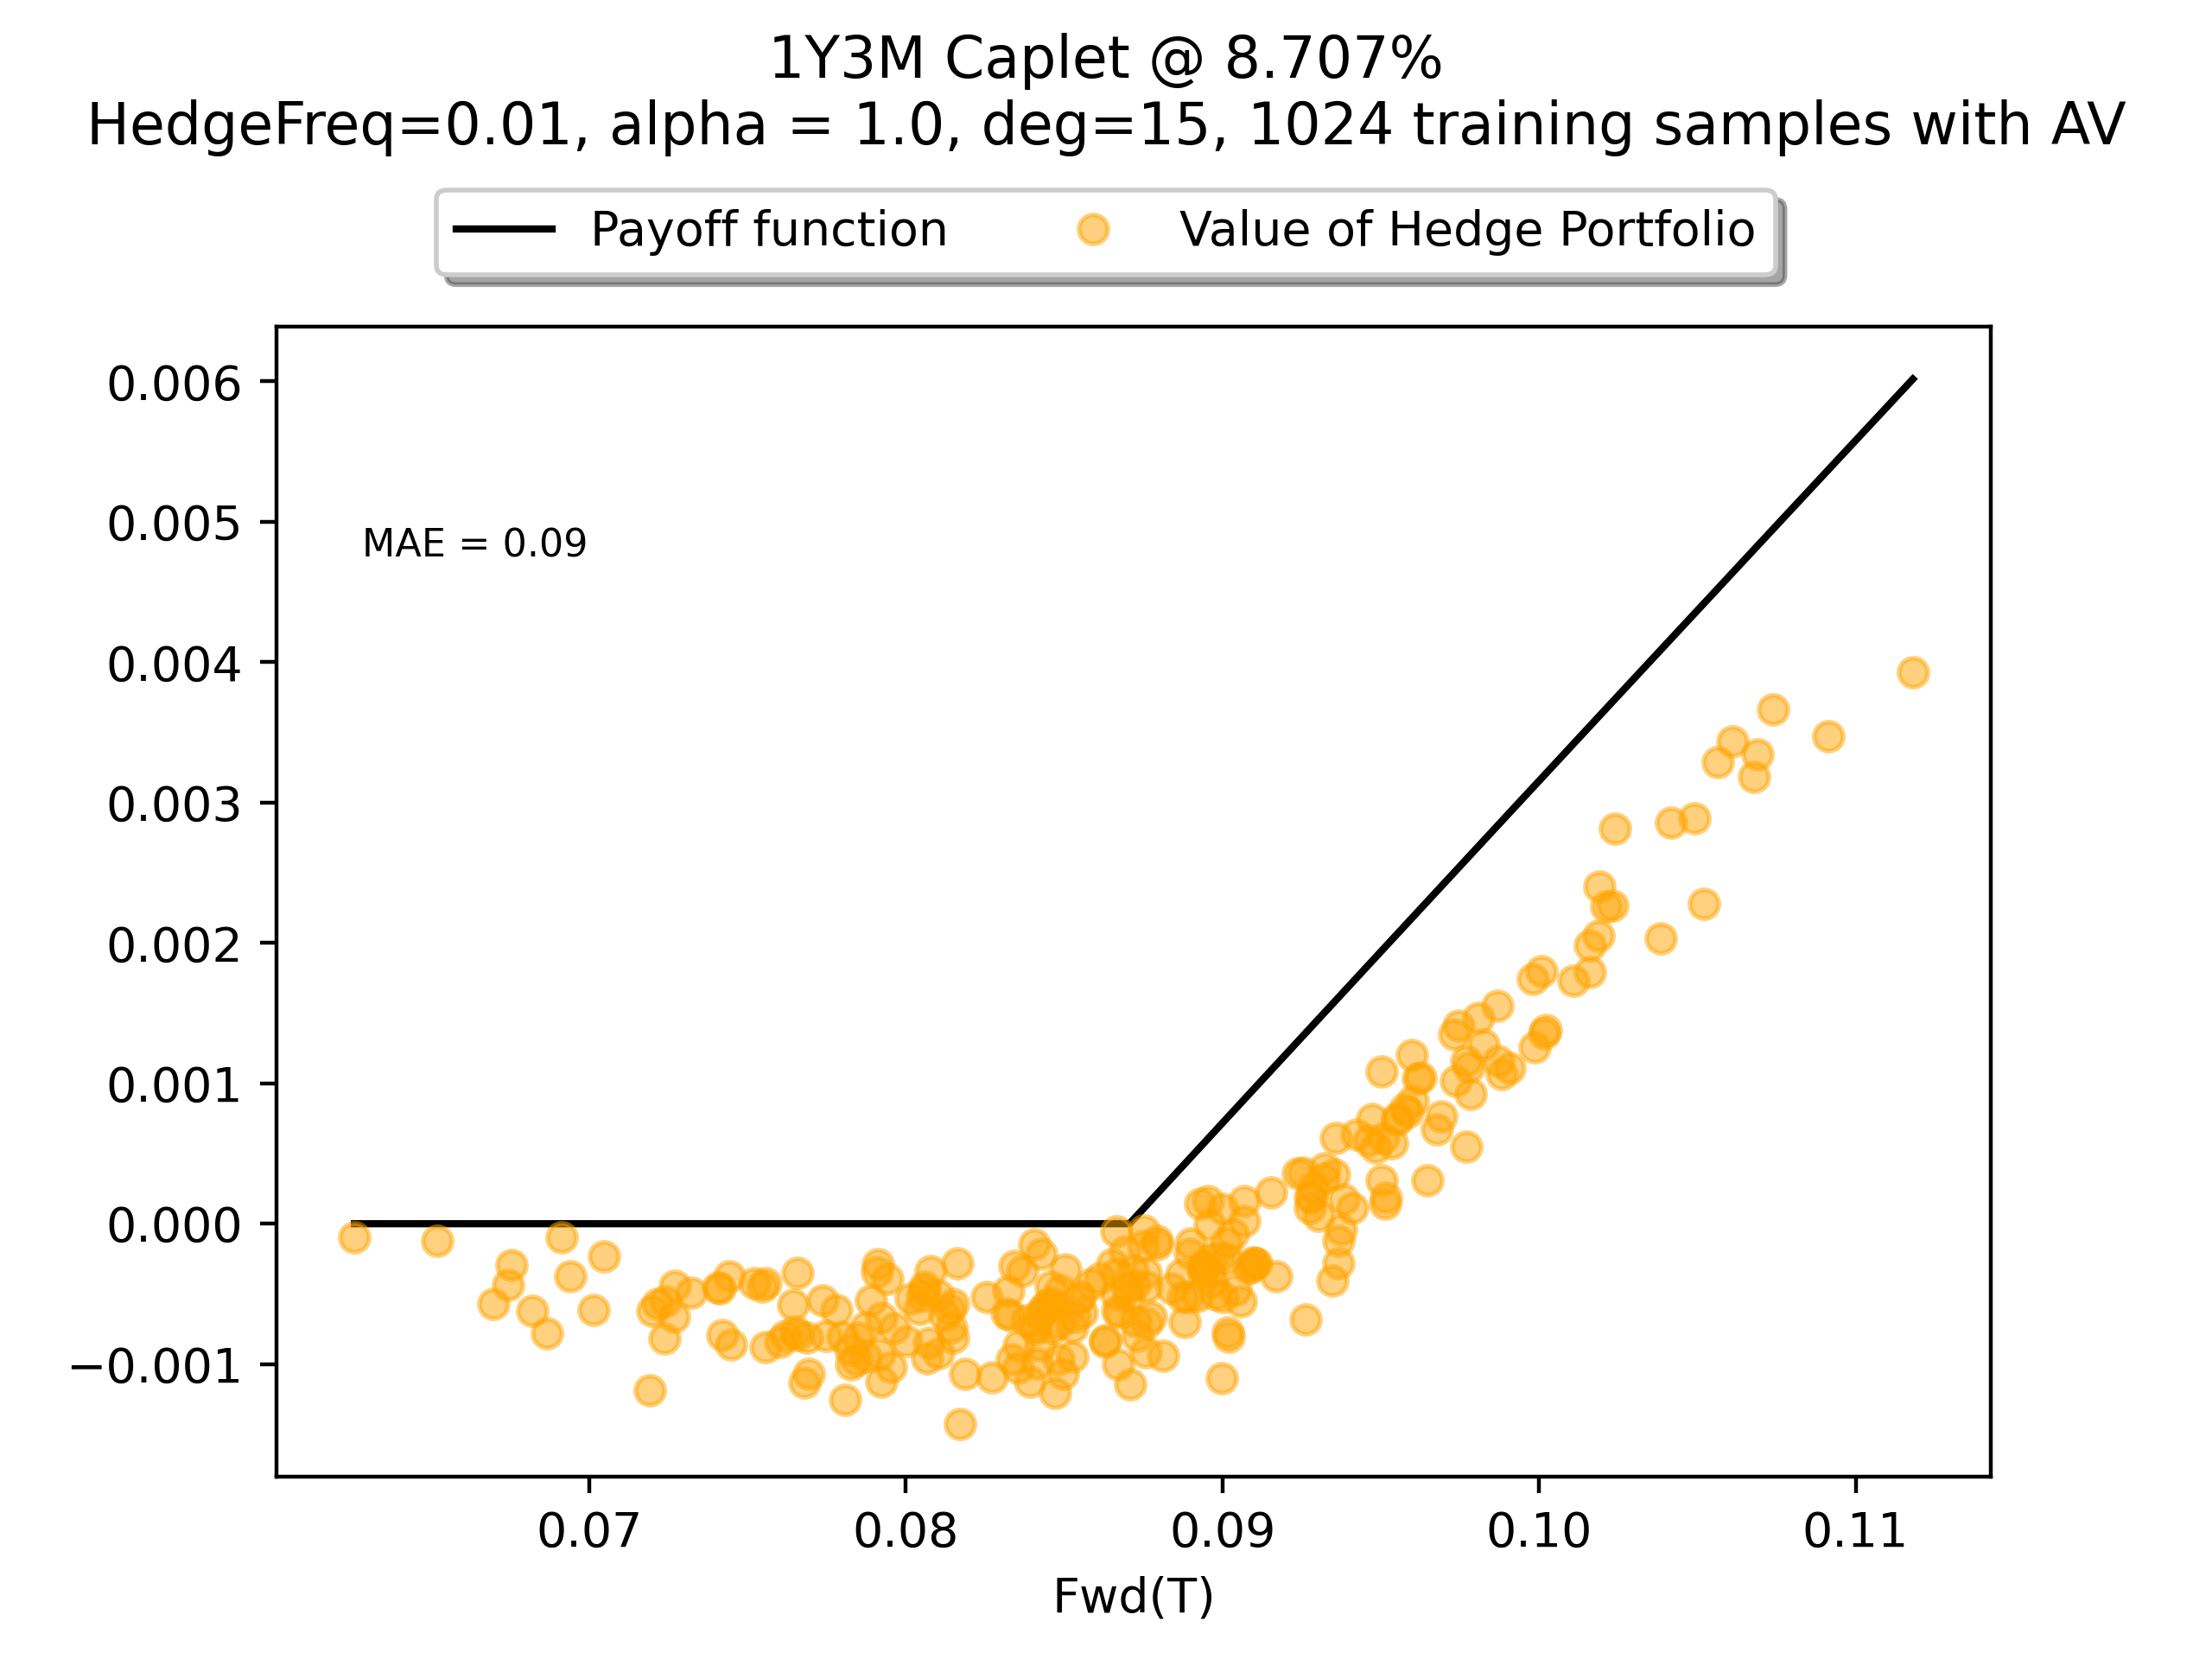 1Y3M Caplet @ 8.707%
HedgeFreq=0.01, alpha = 1.0, deg=15, 1024 training samples with AV
Payoff function
Value of Hedge Portfolio
0.006
0.005
MAE = 0.09
0.004
0.003
0.002
0.001
0.000
−0.001
0.07 0.08 0.09 0.10 0.11
Fwd(T)